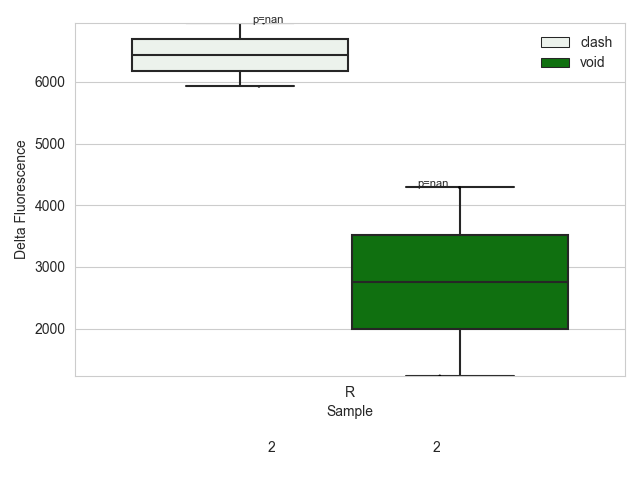 p=nan
clash
void
6000
5000
p=nan
4000
3000
2000
Delta Fluorescence
R
Sample
2 2